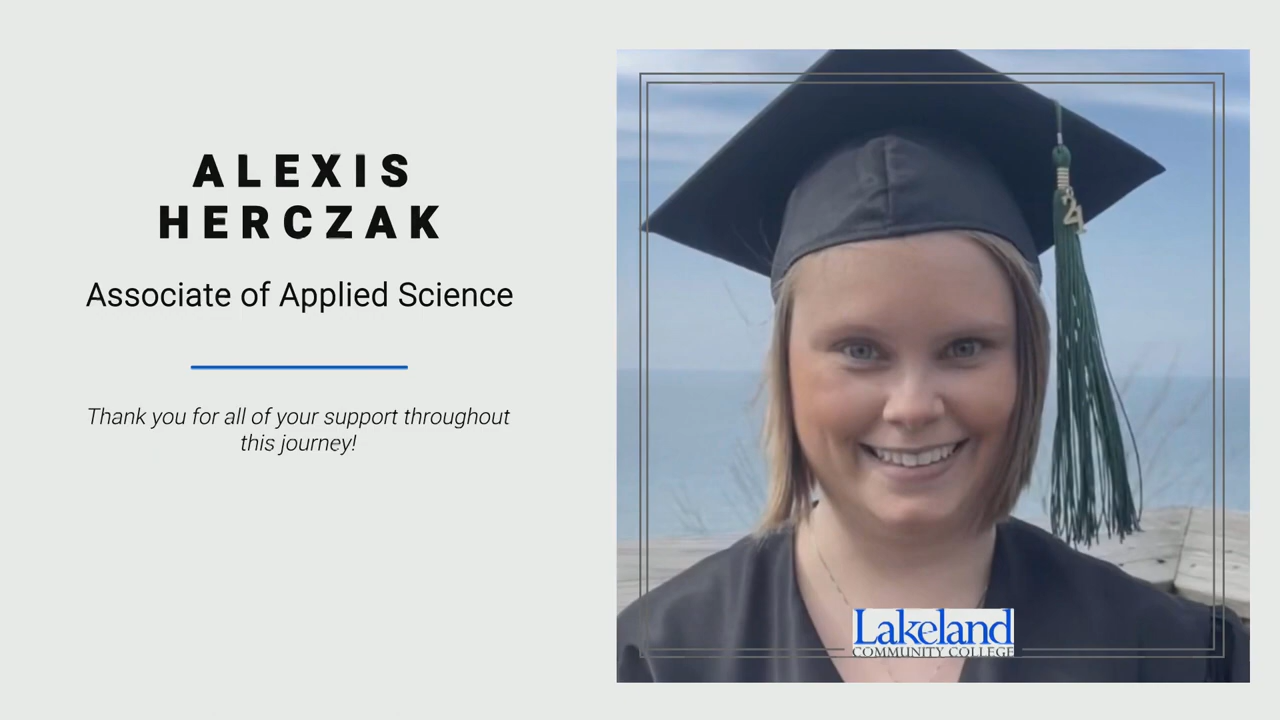 ALEXIS
HERCZAK
Associate of Applied Science
Thank you for all of your support throughout
this journey!
24
Lakeland
COMMUNITY COLLEGE